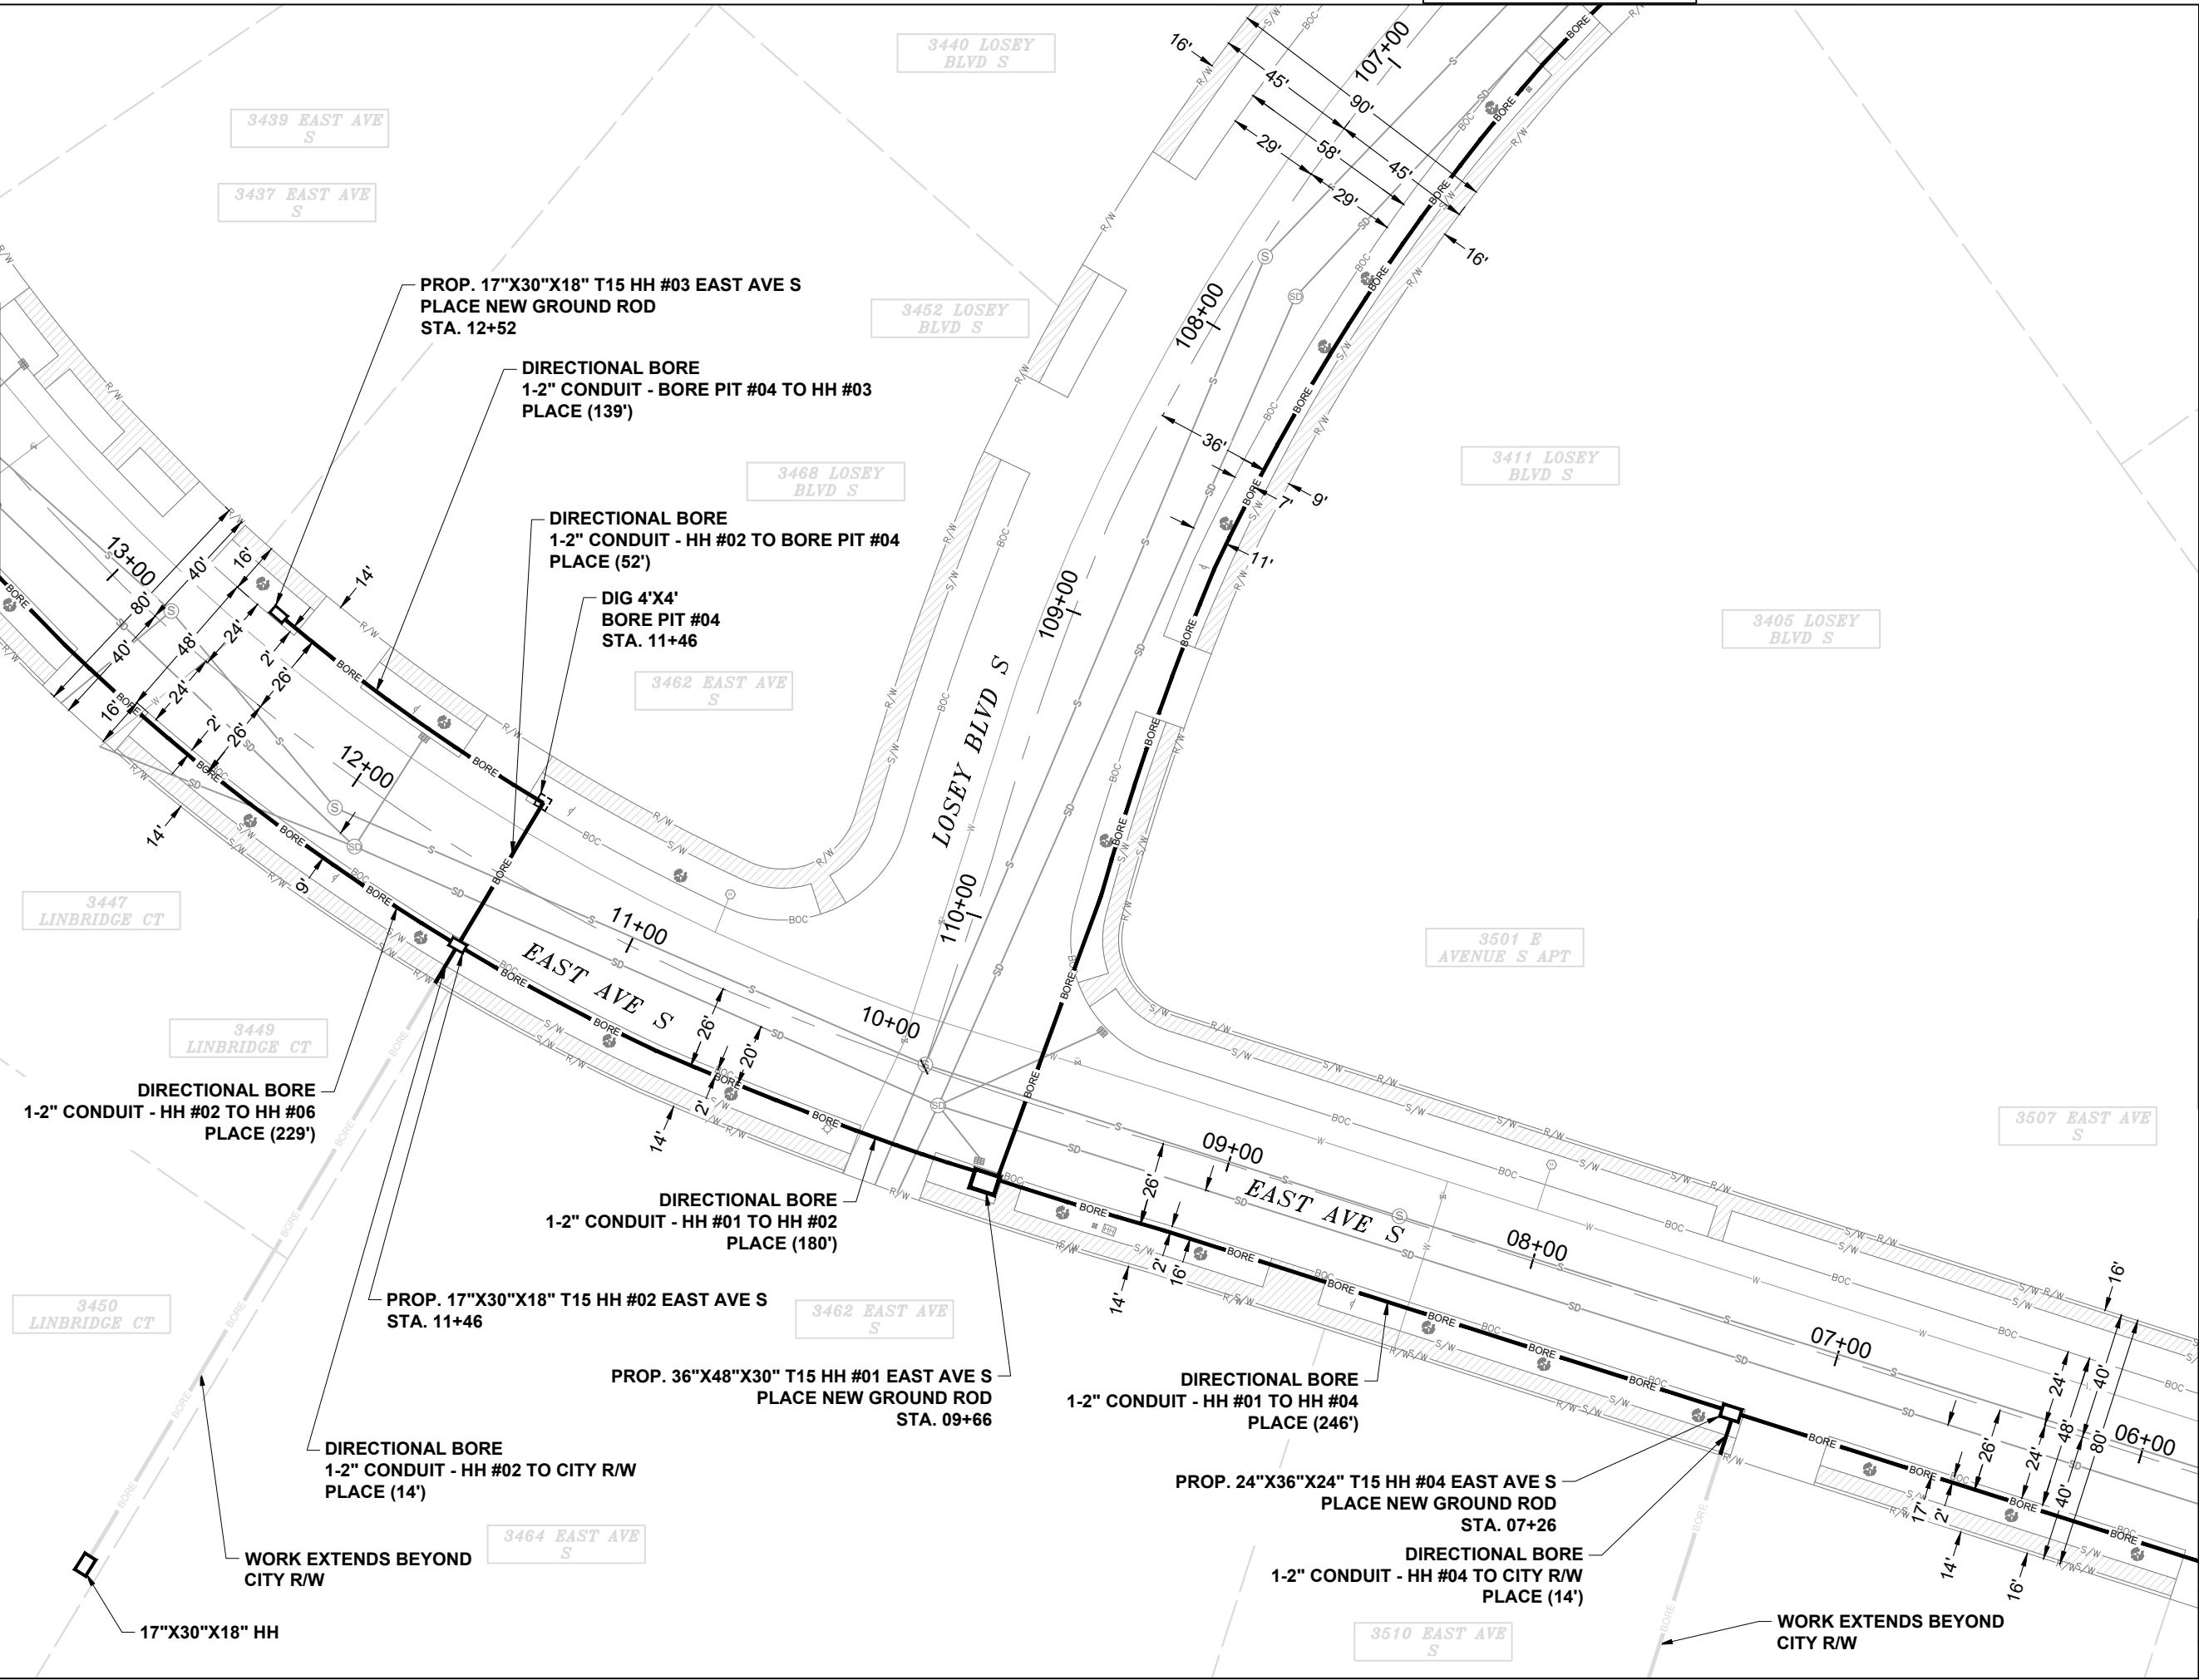 3440 LOSEY
BLVD S
3439 EAST AVE
S
3437 EAST AVE
S
3452 LOSEY
BLVD S
3468 LOSEY
BLVD S
3411 LOSEY
BLVD S
3405 LOSEY
BLVD S
3462 EAST AVE
S
3447
LINBRIDGE CT
3449
LINBRIDGE CT
3450
LINBRIDGE CT
3501 E
AVENUE S APT
3507 EAST AVE
S
3462 EAST AVE
S
3464 EAST AVE
S
3510 EAST AVE
S
PROP. 17"X30"X18" T15 HH #03 EAST AVE S
PLACE NEW GROUND ROD
STA. 12+52
DIRECTIONAL BORE
1-2" CONDUIT - BORE PIT #04 TO HH #03
PLACE (139')
DIRECTIONAL BORE
1-2" CONDUIT - HH #02 TO BORE PIT #04
PLACE (52')
DIG 4'X4'
BORE PIT #04
STA. 11+46
DIRECTIONAL BORE
1-2" CONDUIT - HH #02 TO HH #06
PLACE (229')
DIRECTIONAL BORE
1-2" CONDUIT - HH #01 TO HH #02
PLACE (180')
PROP. 17"X30"X18" T15 HH #02 EAST AVE S
STA. 11+46
PROP. 36"X48"X30" T15 HH #01 EAST AVE S
PLACE NEW GROUND ROD
STA. 09+66
DIRECTIONAL BORE
1-2" CONDUIT - HH #01 TO HH #04
PLACE (246')
DIRECTIONAL BORE
1-2" CONDUIT - HH #02 TO CITY R/W
PLACE (14')
PROP. 24"X36"X24" T15 HH #04 EAST AVE S
PLACE NEW GROUND ROD
STA. 07+26
DIRECTIONAL BORE
1-2" CONDUIT - HH #04 TO CITY R/W
PLACE (14')
WORK EXTENDS BEYOND
CITY R/W
17"X30"X18" HH
WORK EXTENDS BEYOND
CITY R/W
LOSEY BLVD S
EAST AVE S
EAST AVE S
107+00
108+00
109+00
110+00
13+00
12+00
11+00
10+00
09+00
08+00
07+00
06+00
16'
45'
90'
58'
29'
45'
29'
16'
36'
7'
9'
11'
16'
14'
40'
80'
48'
24'
40'
2'
26'
24'
16'
2'
26'
14'
9'
26'
20'
2'
14'
26'
2'
16'
14'
16'
24'
40'
48'
80'
26'
24'
40'
17'
2'
14'
16'
BORE
BOC
R/W
S/W
SD
S
W
HH